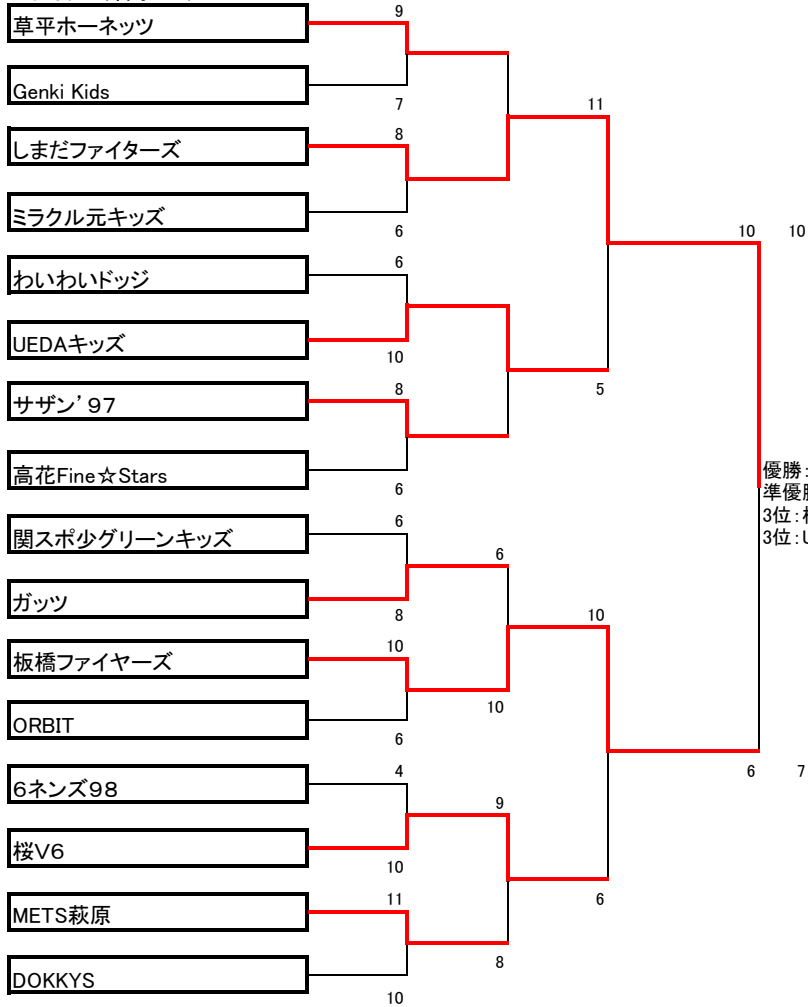 草平ホーネッツ
9
Genki Kids
7
11
しまだファイターズ
8
ミラクル元キッズ
6
10 10
わいわいドッジ
6
UEDAキッズ
10
サザン’97
8
5
高花Fine☆Stars
6
優勝:
準優勝
3位:
3位:U
関スポ少グリーンキッズ
6
6
ガッツ
8
10
板橋ファイヤーズ
10
10
ORBIT
6
6ネンズ98
4
6 7
9
桜V6
10
METS萩原
11
6
8
DOKKYS
10